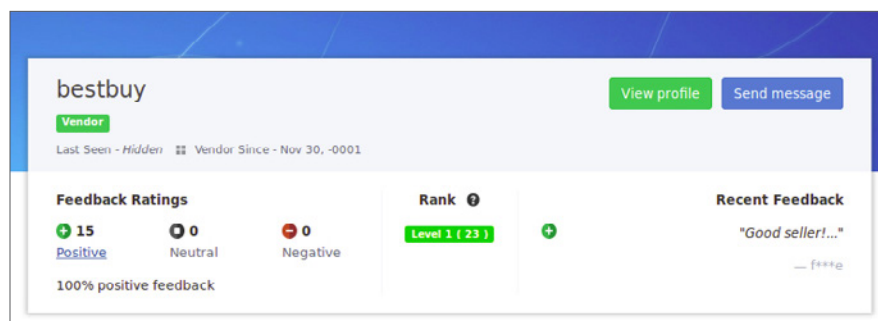 bestbuy
View profile
Send message
Vendor
Last Seen - Hidden Vendor Since - Nov 30, -0001
Feedback Ratings
Rank
Recent Feedback
15
0
0
Level 1 ( 23 )
"Good seller!..."
Positive
Neutral
Negative
— f***e
100% positive feedback